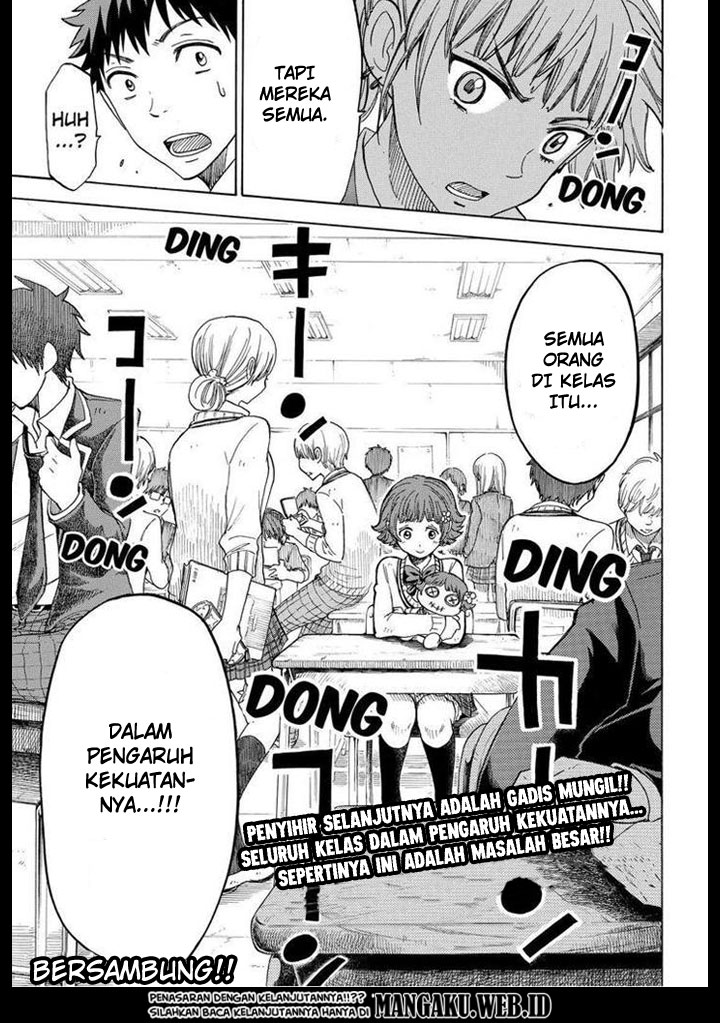 TAPI
MEREKA
SEMUA.
HUH
...?
コーン
DONG
キーン
DING
コーン
DONG
SEMUA
ORANG
DI KELAS
ITU...
DING
カ
DONG
コ
DALAM
PENGARUH
KEKUATAN-
NYA...!!!
PENYIHIR SELANJUTNYA ADALAH GADIS MUNGIL!!
SELURUH KELAS DALAM PENGARUH KEKUATANNYA...
SEPERTINYA INI ADALAH MASALAH BESAR!!
BERSAMBUNG!!
PENASARAN DENGAN KELANJUTANNYA!!??
SILAHKAN BACA KELANJUTANNYA HANYA DI
MANGAKU.WEB.ID